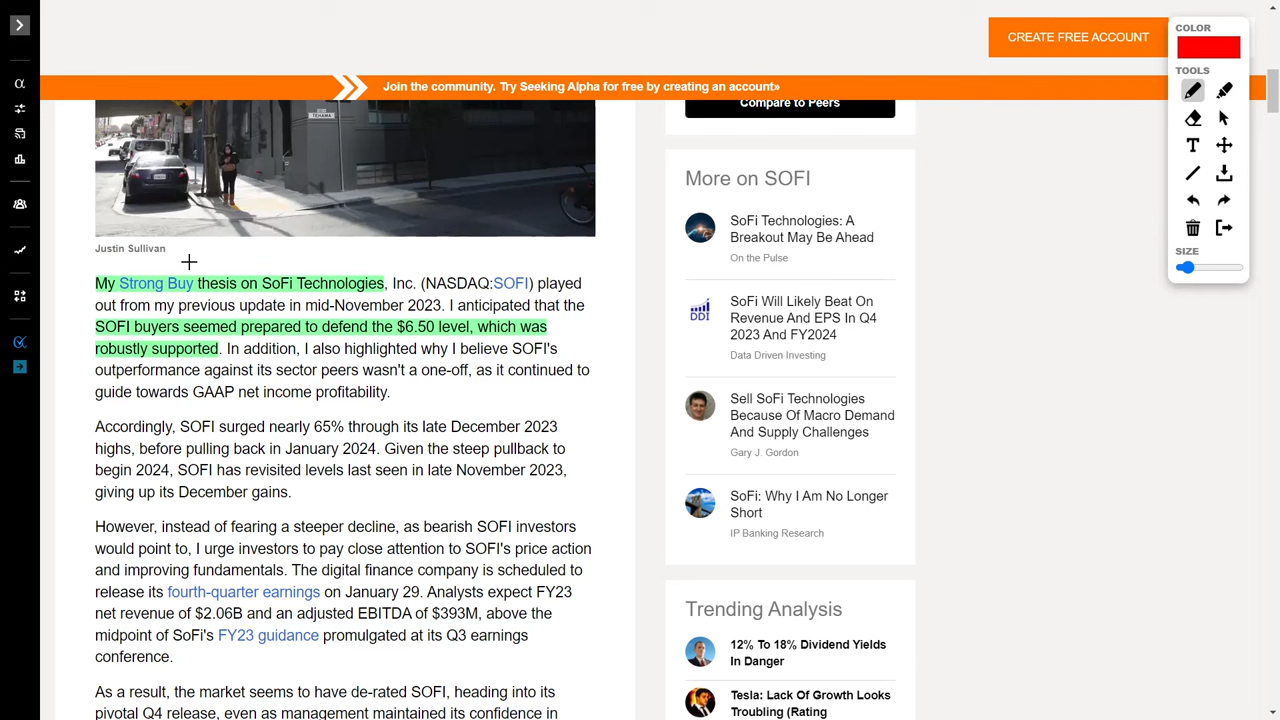 CREATE FREE ACCOUNT
Join the community. Try Seeking Alpha for free by creating an account»
COLOR
TOOLS
SIZE
TEHAMA
Justin Sullivan
My Strong Buy thesis on SoFi Technologies, Inc. (NASDAQ:SOFI) played
out from my previous update in mid-November 2023. I anticipated that the
SOFI buyers seemed prepared to defend the $6.50 level, which was
robustly supported. In addition, I also highlighted why I believe SOFI's
outperformance against its sector peers wasn't a one-off, as it continued to
guide towards GAAP net income profitability.
Accordingly, SOFI surged nearly 65% through its late December 2023
highs, before pulling back in January 2024. Given the steep pullback to
begin 2024, SOFI has revisited levels last seen in late November 2023,
giving up its December gains.
However, instead of fearing a steeper decline, as bearish SOFI investors
would point to, I urge investors to pay close attention to SOFI's price action
and improving fundamentals. The digital finance company is scheduled to
release its fourth-quarter earnings on January 29. Analysts expect FY23
net revenue of $2.06B and an adjusted EBITDA of $393M, above the
midpoint of SoFi's FY23 guidance promulgated at its Q3 earnings
conference.
As a result, the market seems to have de-rated SOFI, heading into its
pivotal Q4 release, even as management maintained its confidence in
Compare to Peers
More on SOFI
SoFi Technologies: A
Breakout May Be Ahead
On the Pulse
DDI
SoFi Will Likely Beat On
Revenue And EPS In Q4
2023 And FY2024
Data Driven Investing
Sell SoFi Technologies
Because Of Macro Demand
And Supply Challenges
Gary J. Gordon
SoFi: Why I Am No Longer
Short
IP Banking Research
Trending Analysis
12% To 18% Dividend Yields
In Danger
Tesla: Lack Of Growth Looks
Troubling (Rating